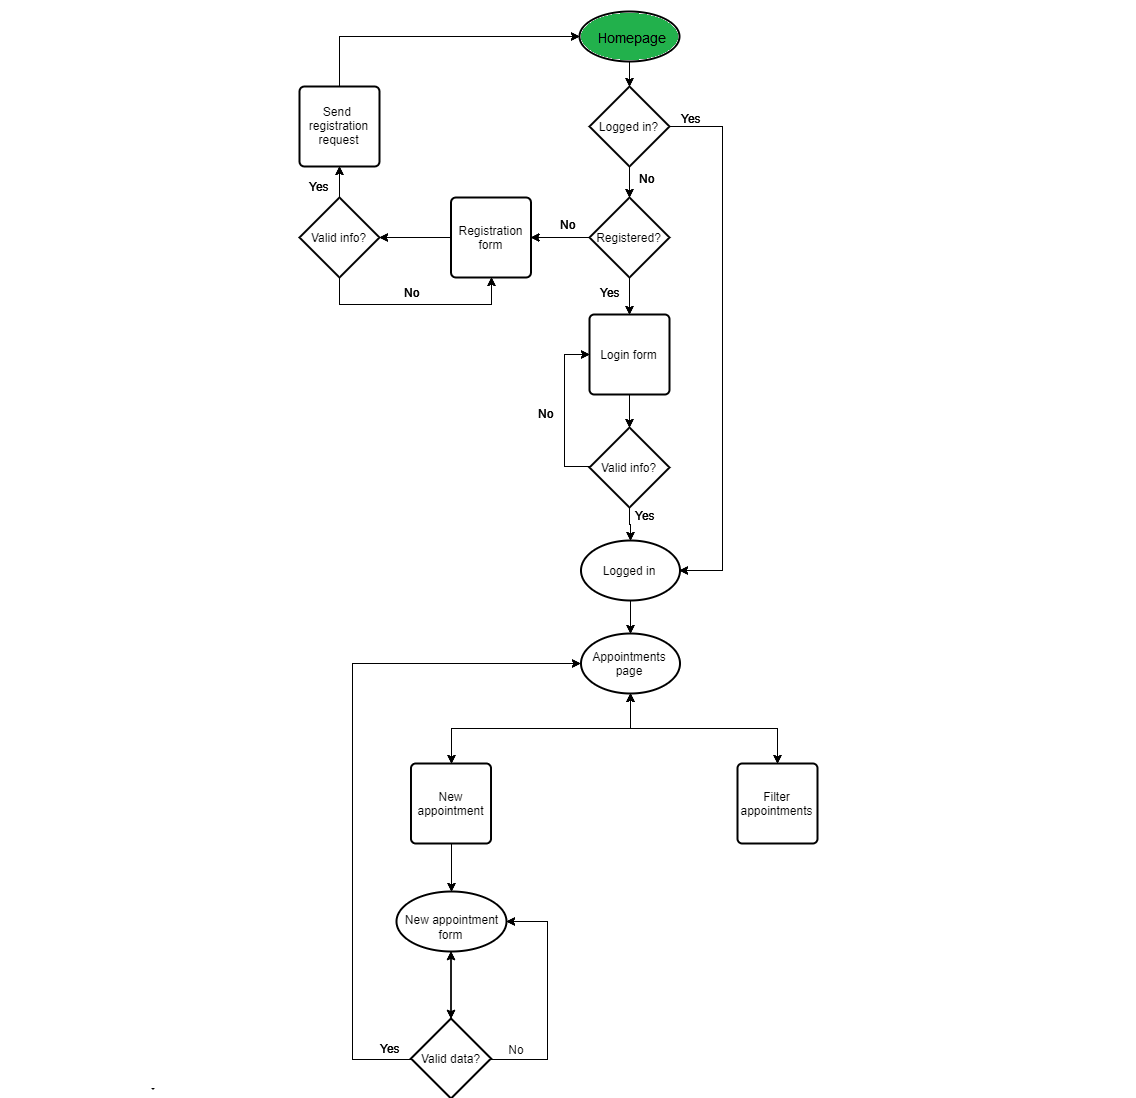 Homepage
Send
registration
request
Logged in?
Yes
No
Yes
Valid info?
Registration
form
No
Registered?
No
Yes
Login form
No
Valid info?
Yes
Logged in
Appointments
page
New
appointment
Filter
appointments
New appointment
form
Yes
Valid data?
No